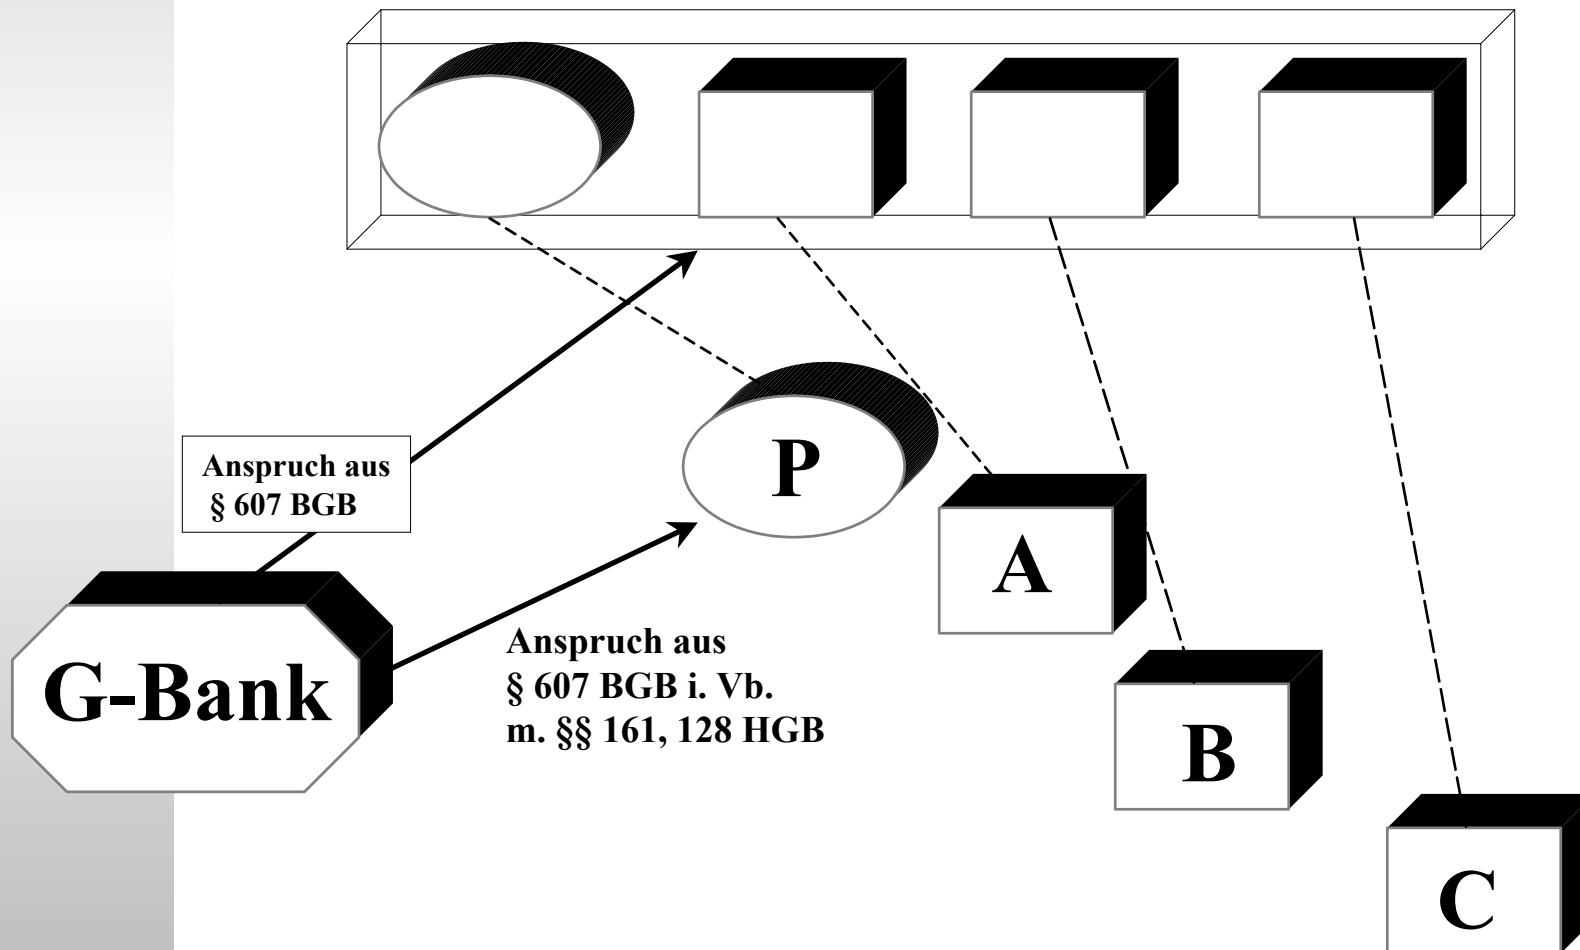 Anspruch aus
§ 607 BGB
P
A
G-Bank
Anspruch aus
§ 607 BGB i. Vb.
m. §§ 161, 128 HGB
B
C